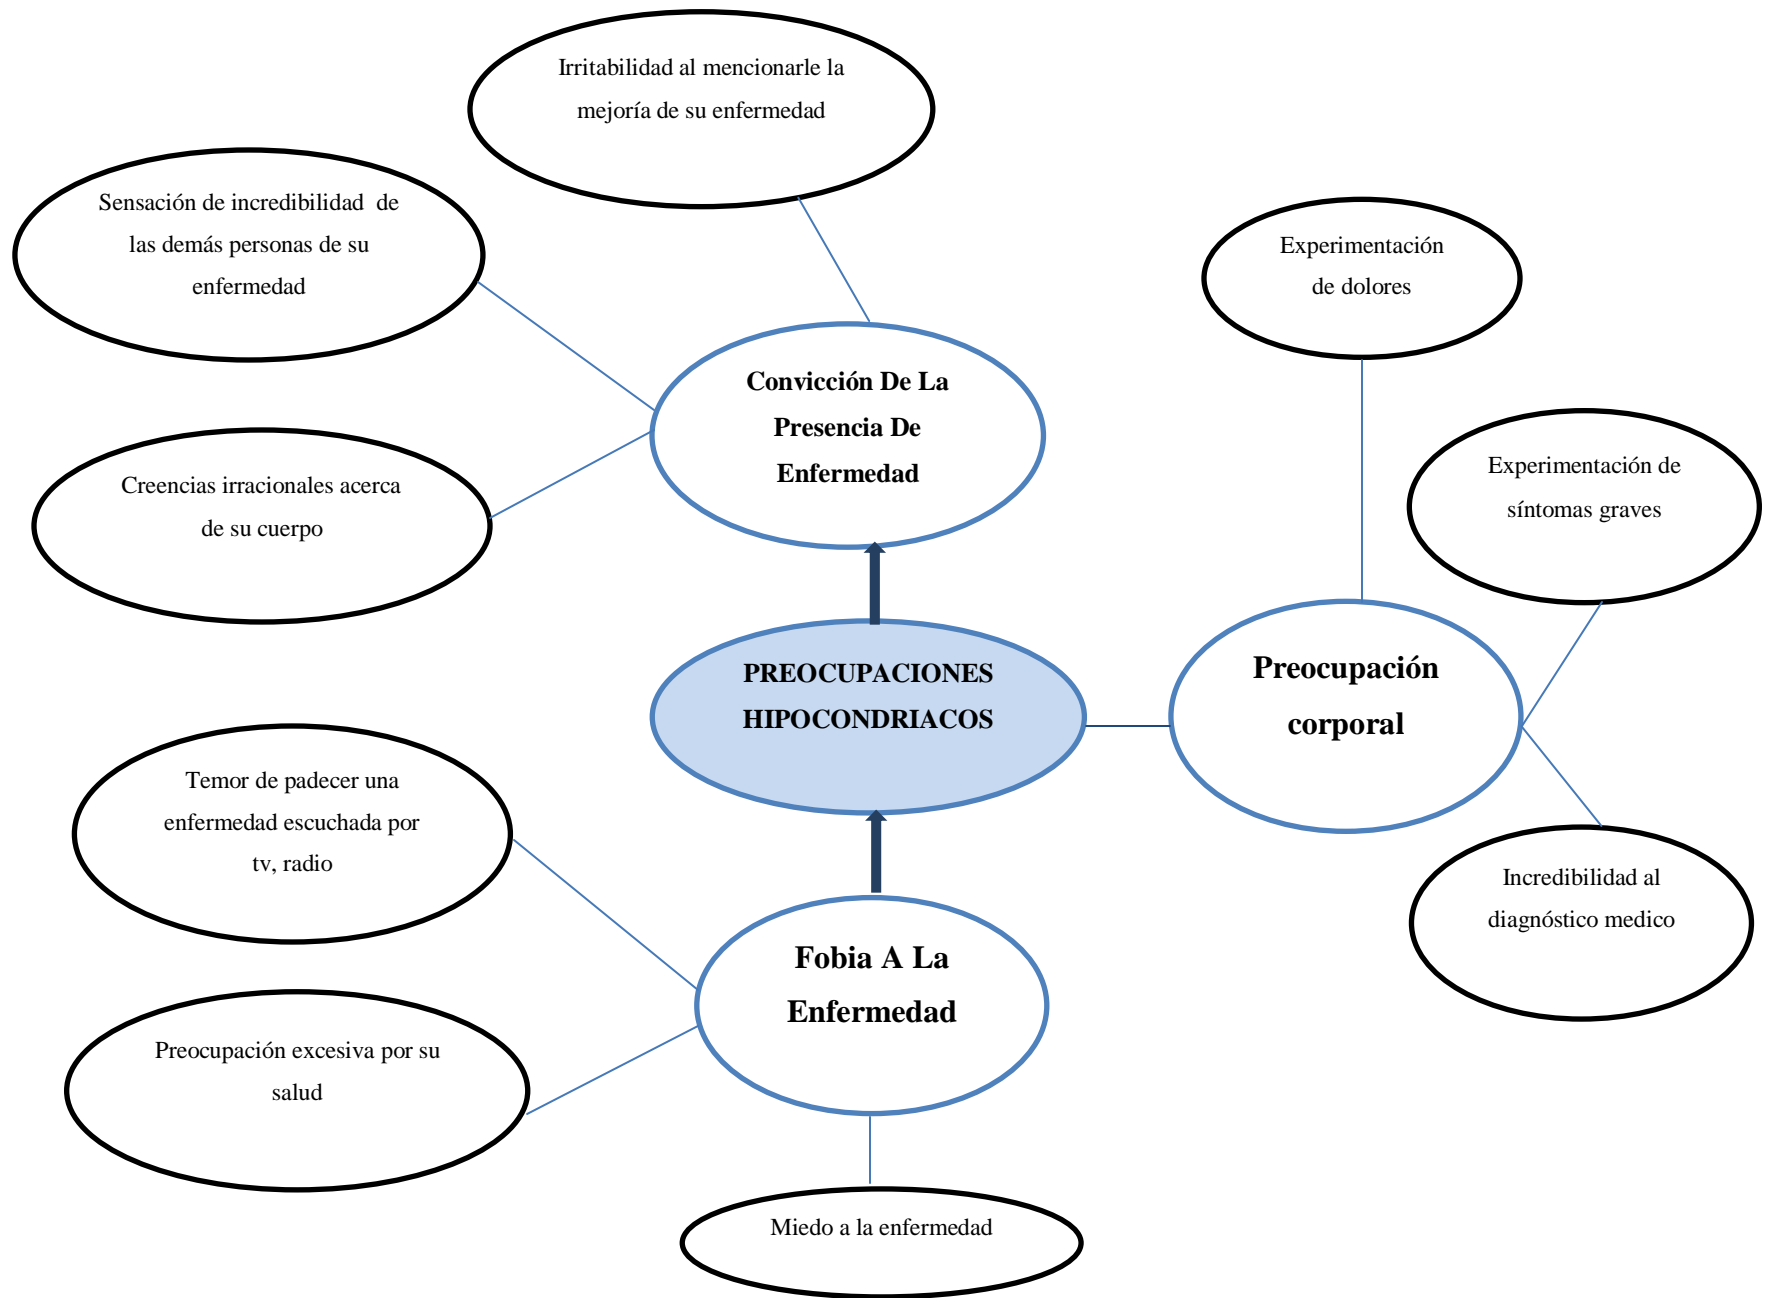 Irritabilidad al mencionarle la
mejoría de su enfermedad
Sensación de incredibilidad  de
las demás personas de su
enfermedad
Experimentación
de dolores
Convicción De La
Presencia De
Enfermedad
Creencias irracionales acerca
de su cuerpo
Experimentación de
síntomas graves
PREOCUPACIONES
HIPOCONDRIACOS
Preocupación
corporal
Temor de padecer una
enfermedad escuchada por
tv, radio
Incredibilidad al
diagnóstico medico
Fobia A La
Enfermedad
Preocupación excesiva por su
salud
Miedo a la enfermedad